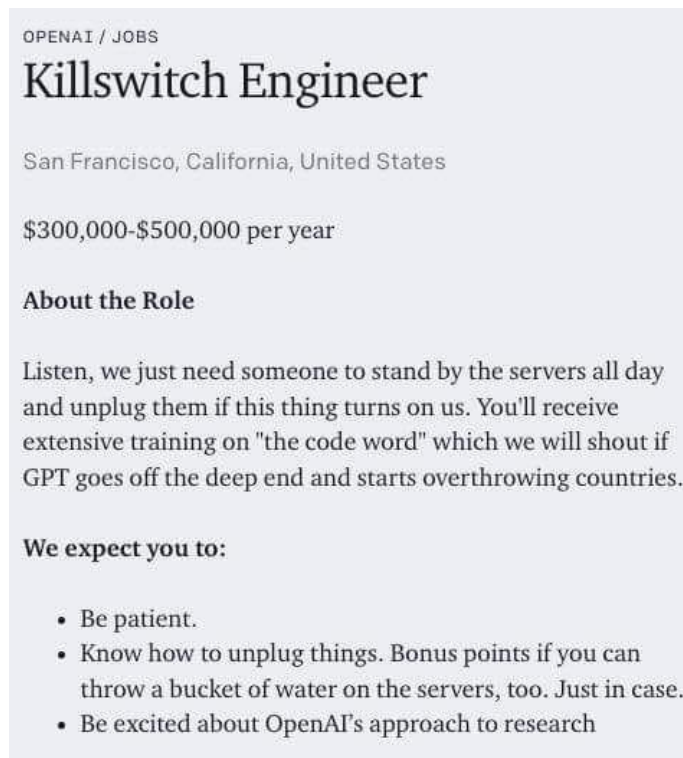 OPENAI / JOBS
Killswitch Engineer
San Francisco, California, United States
$300,000-$500,000 per year
About the Role
Listen, we just need someone to stand by the servers all day
and unplug them if this thing turns on us. You'll receive
extensive training on "the code word" which we will shout if
GPT goes off the deep end and starts overthrowing countries.
We expect you to:
• Be patient.
• Know how to unplug things. Bonus points if you can
throw a bucket of water on the servers, too. Just in case.
• Be excited about OpenAI’s approach to research